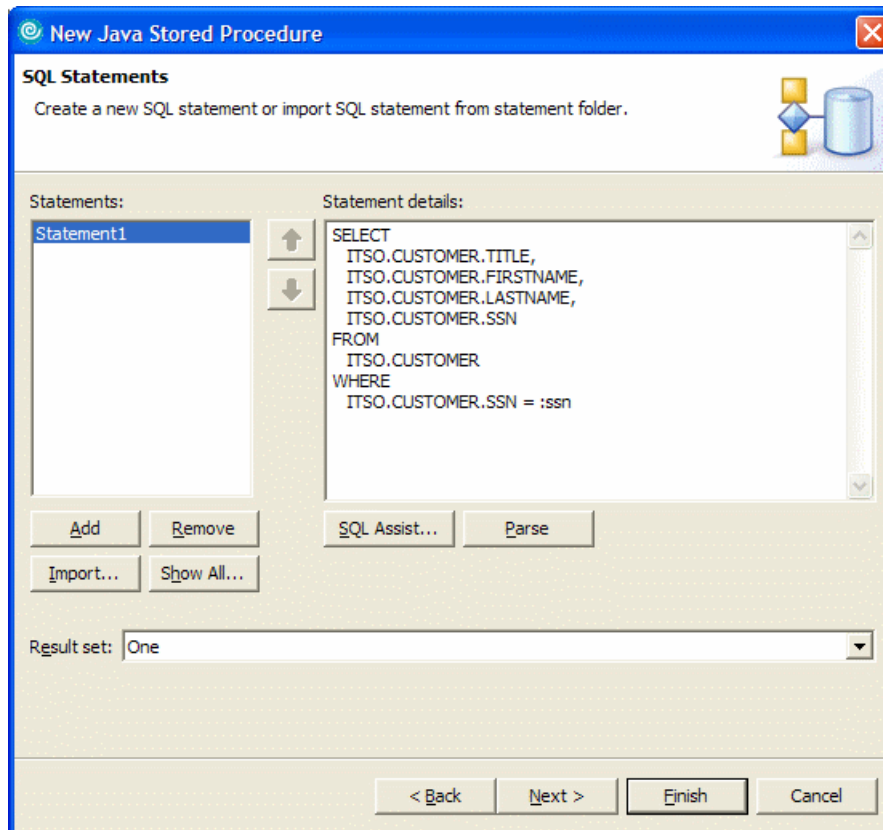 New Java Stored Procedure
SQL Statements
Create a new SQL statement or import SQL statement from statement folder.
Statements:
Statement1
Statement details:
SELECT
ITSO.CUSTOMER.TITLE,
ITSO.CUSTOMER.FIRSTNAME,
ITSO.CUSTOMER.LASTNAME,
ITSO.CUSTOMER.SSN
FROM
ITSO.CUSTOMER
WHERE
ITSO.CUSTOMER.SSN = :ssn
Add Remove
Import... Show All...
SQL Assist... Parse
Result set: One
< Back Next > Finish Cancel